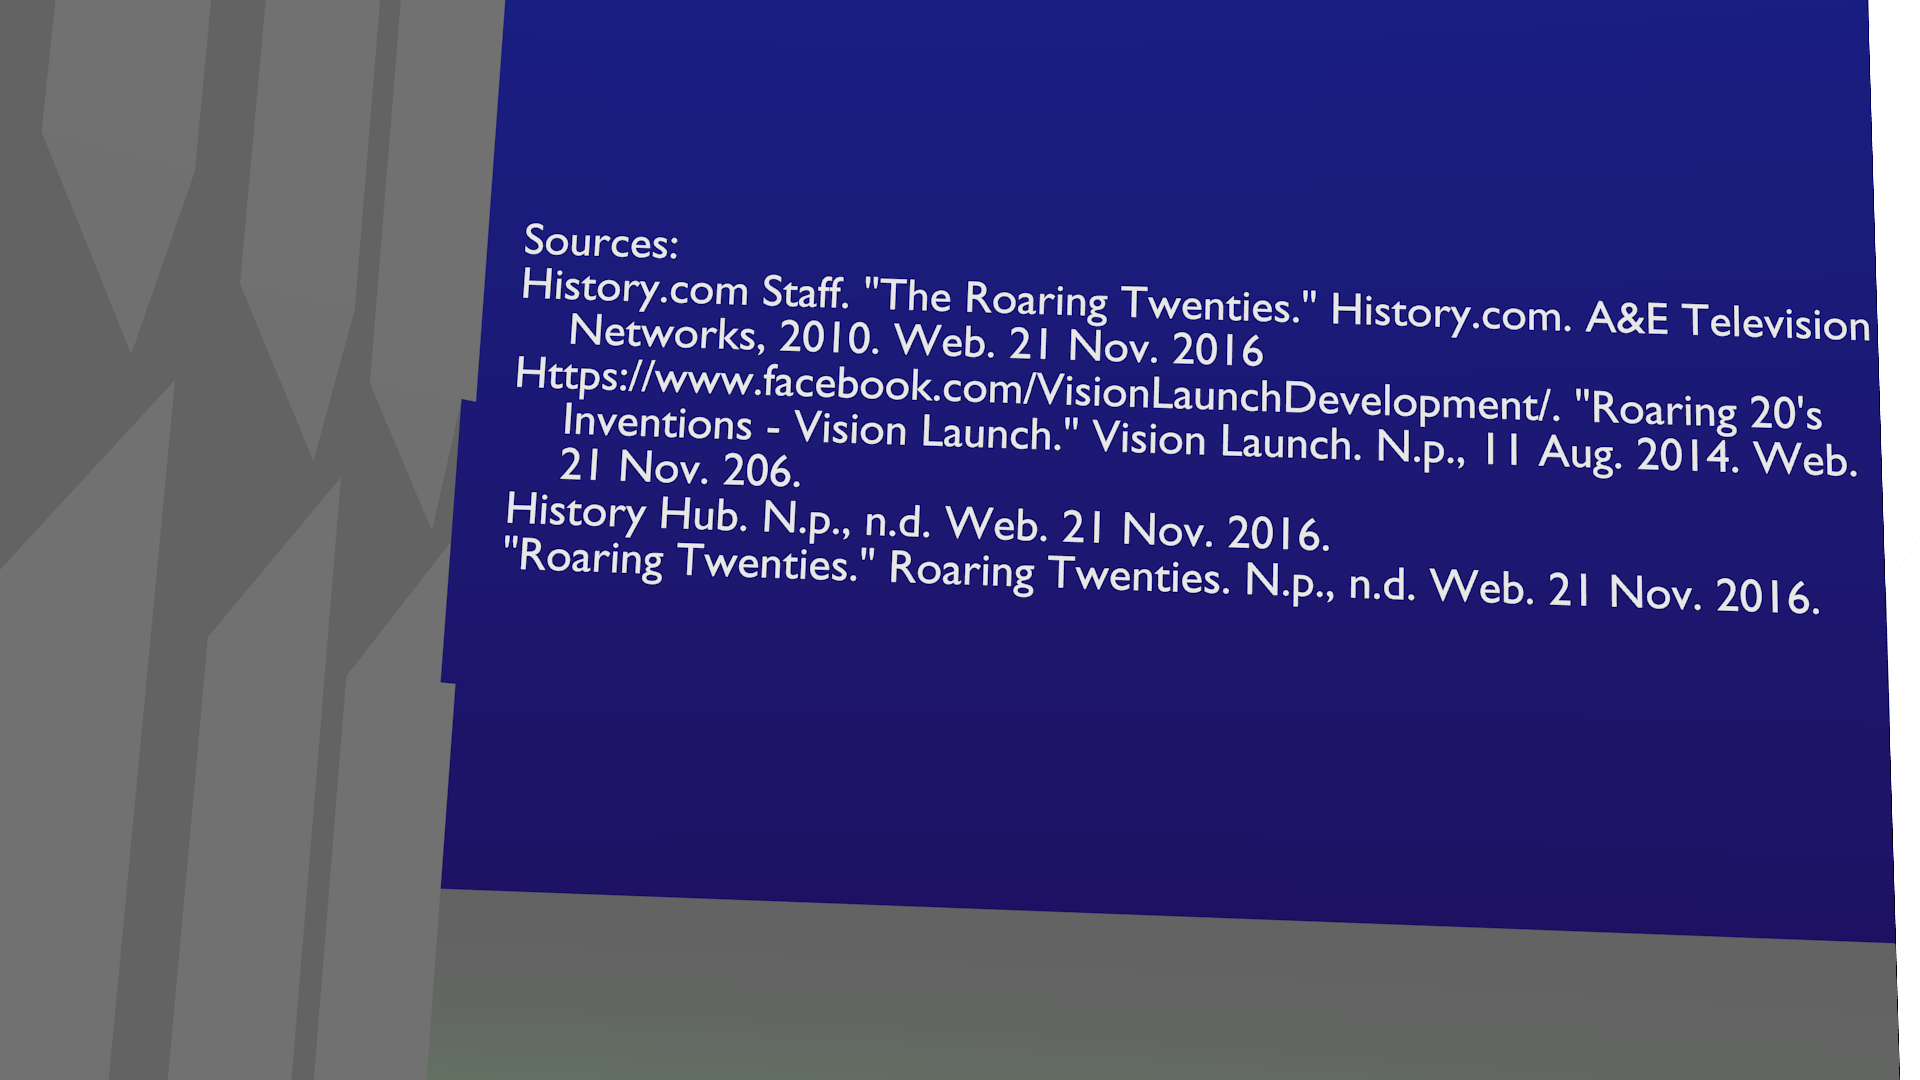 Sources:
History.com Staff. "The Roaring Twenties." History.com. A&E Television
Networks, 2010. Web. 21 Nov. 2016
Https://www.facebook.com/VisionLaunchDevelopment/. "Roaring 20's
Inventions - Vision Launch." Vision Launch. N.p., 11 Aug. 2014. Web.
21 Nov. 206.
History Hub. N.p., n.d. Web. 21 Nov. 2016.
"Roaring Twenties." Roaring Twenties. N.p., n.d. Web. 21 Nov. 2016.